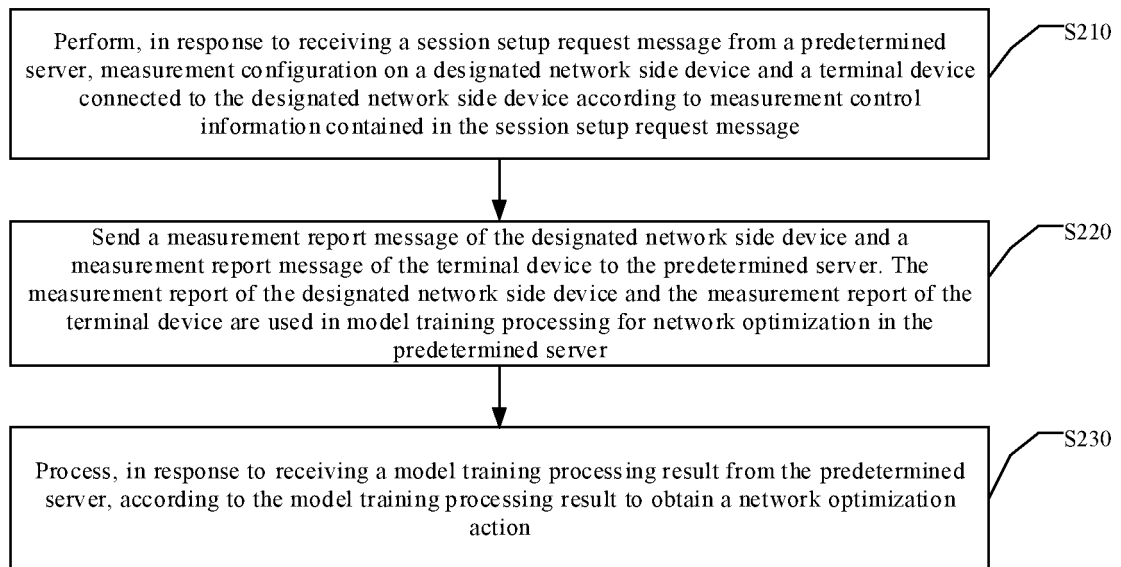 Perform, in response to receiving a session setup request message from a predetermined
server, measurement configuration on a designated network side device and a terminal device
connected to the designated network side device according to measurement control
information contained in the session setup request message
S210
Send a measurement report message of the designated network side device and a
measurement report message of the terminal device to the predetermined server. The
measurement report of the designated network side device and the measurement report of the
terminal device are used in model training processing for network optimization in the
predetermined server
S220
Process, in response to receiving a model training processing result from the predetermined
server, according to the model training processing result to obtain a network optimization
action
S230